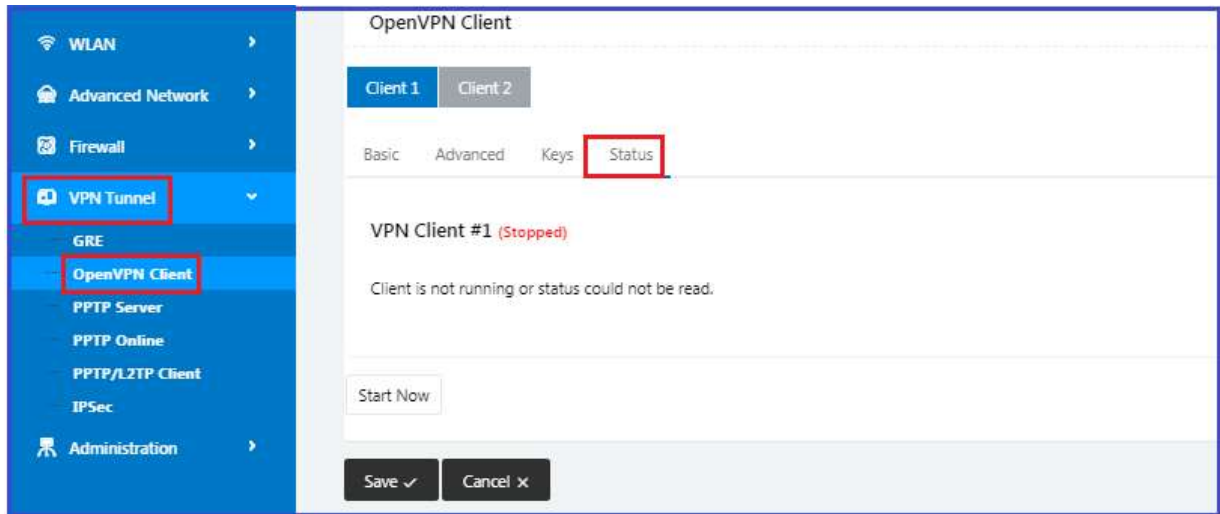 WLAN
Advanced Network
Firewall
VPN Tunnel
GRE
OpenVPN Client
PPTP Server
PPTP Online
PPTP/L2TP Client
IPSec
Administration
OpenVPN Client
Client 1 Client 2
Basic Advanced Keys Status
VPN Client #1 (Stopped)
Client is not running or status could not be read.
Start Now
Save Cancel